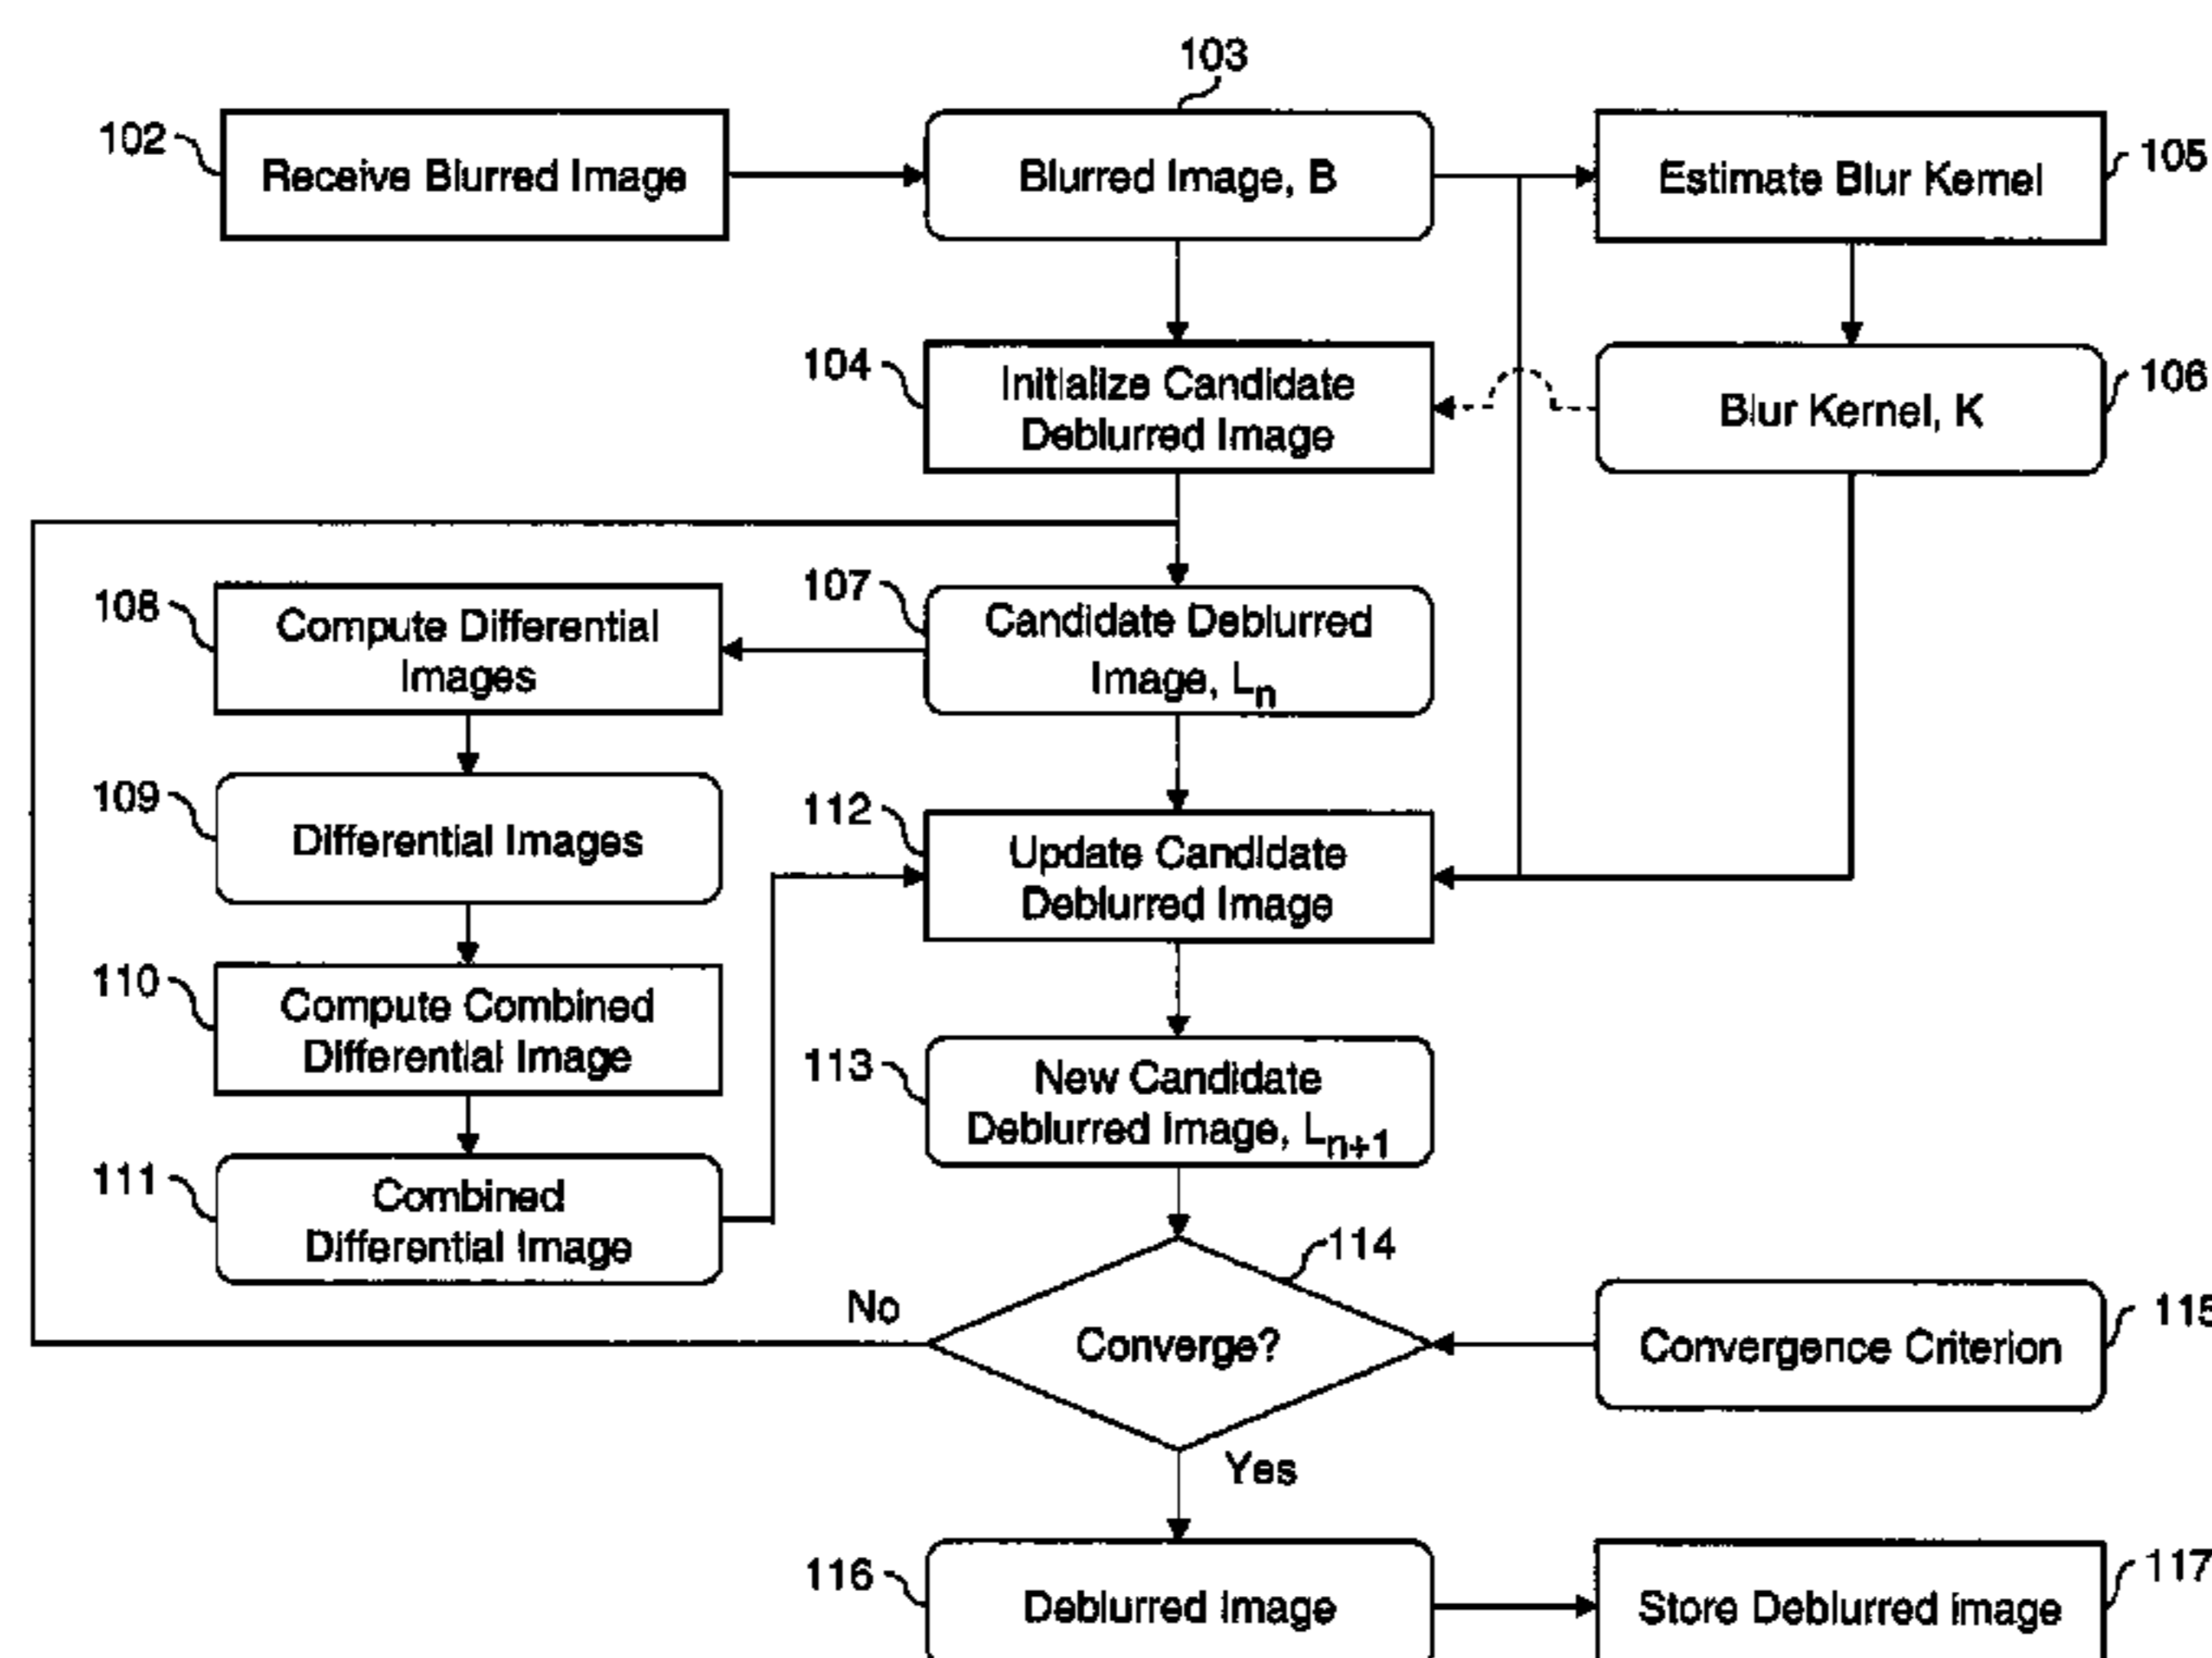 103
102
Receive Blurred Image
Blurred Image, B
Estimate Blur Kernel
105
104
Initialize Candidate
Deblurred Image
Blur Kernel, K
106
108
Compute Differential
Images
107
Candidate Deblurred
Image, Ln
109
Differential Images
112
Update Candidate
Deblurred Image
110
Compute Combined
Differential Image
113
New Candidate
Deblurred Image, Ln+1
111
Combined
Differential Image
114
No
Converge?
Convergence Criterion
115
Yes
116
Deblurred Image
Store Deblurred image
117